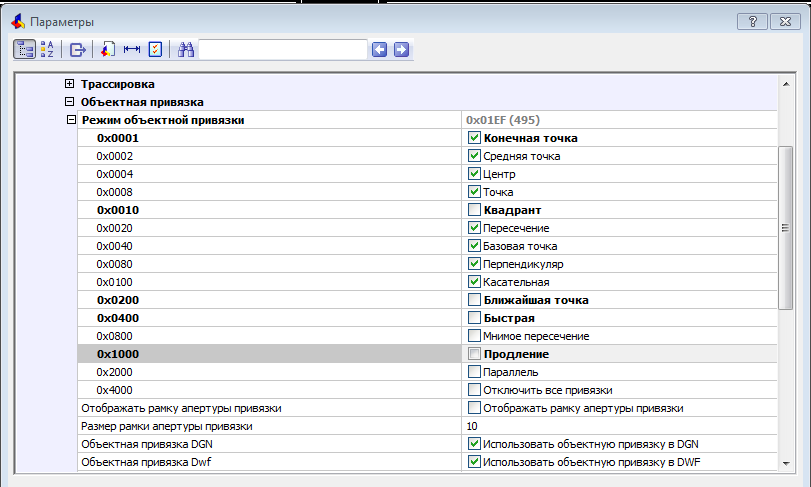 Параметры
Трассировка
Объектная привязка
Режим объектной привязки 0x01EF (495)
0x0001 Конечная точка
0x0002 Средняя точка
0x0004 Центр
0x0008 Точка
0x0010 Квадрант
0x0020 Пересечение
0x0040 Базовая точка
0x0080 Перпендикуляр
0x0100 Касательная
0x0200 Ближайшая точка
0x0400 Быстрая
0x0800 Мнимое пересечение
0x1000 Продление
0x2000 Параллель
0x4000 Отключить все привязки
Отображать рамку апертуры привязки Отображать рамку апертуры привязки
Размер рамки апертуры привязки 10
Объектная привязка DGN Использовать объектную привязку в DGN
Объектная привязка Dwf Использовать объектную привязку в DWF